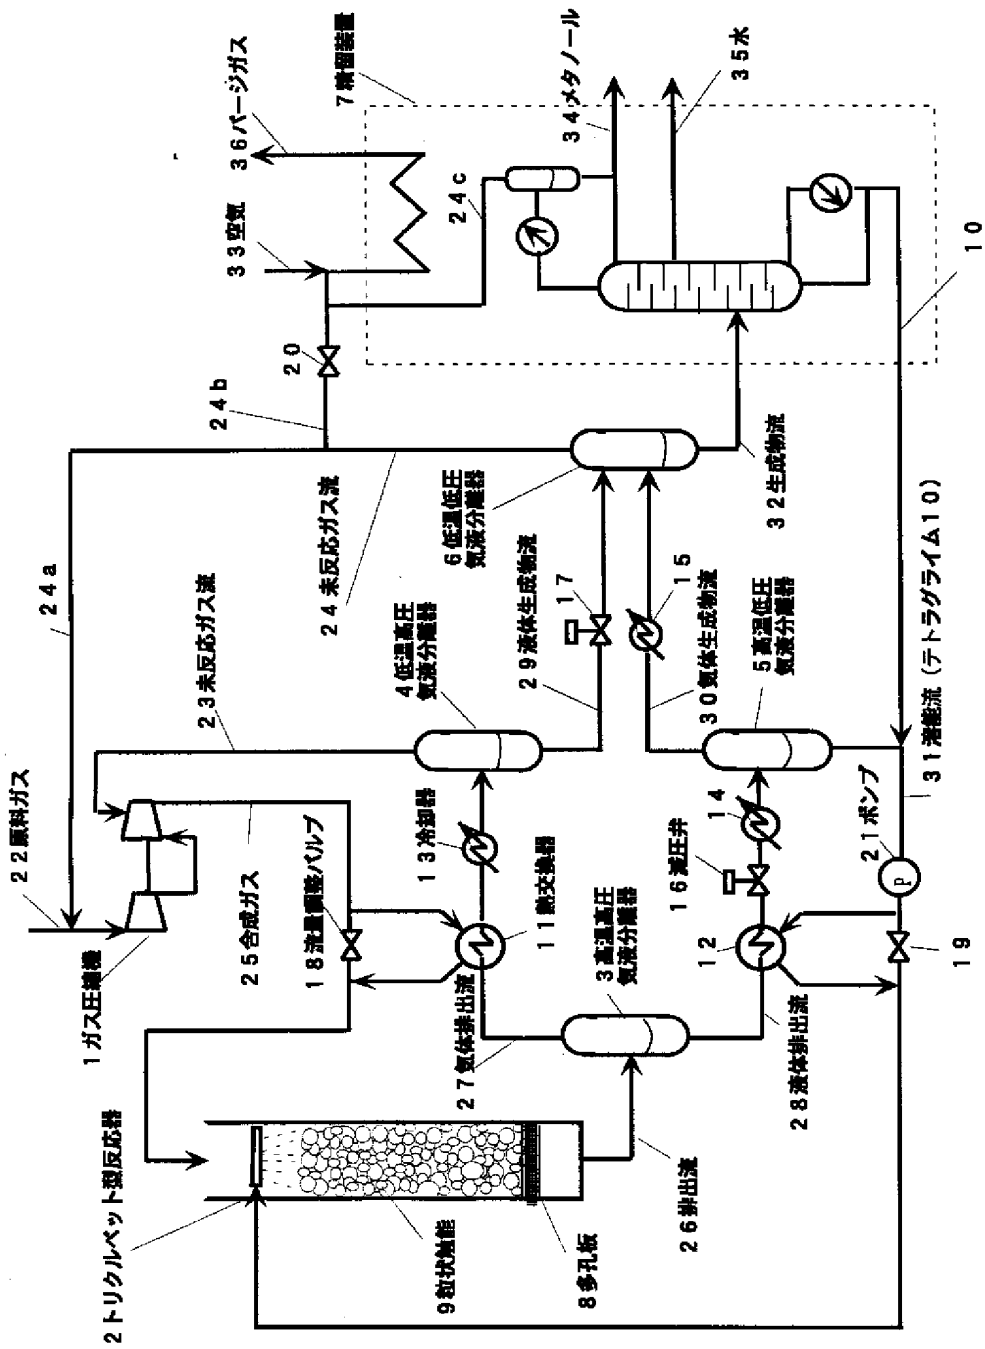 22原料ガス
24a
23未反応ガス流
24未反応ガス流
24b
20
33空気
36パージガス
7精留装置
1ガス圧縮機
25合成ガス
18流量調整バルブ
13冷却器
4低温高圧
気液分離器
29液体生成物流
17
6低温低圧
気液分離器
24c
34メタノール
35水
2トリクルベット型反応器
27気体排出流
11熱交換器
3高温高圧
気液分離器
16減圧井
14
30気体生成物流
15
5高温低圧
気液分離器
32生成物流
9粒状触能
8多孔板
26排出流
28液体排出流
12
19
21ポンプ
p
31溶能流(テトラグライム10)
10